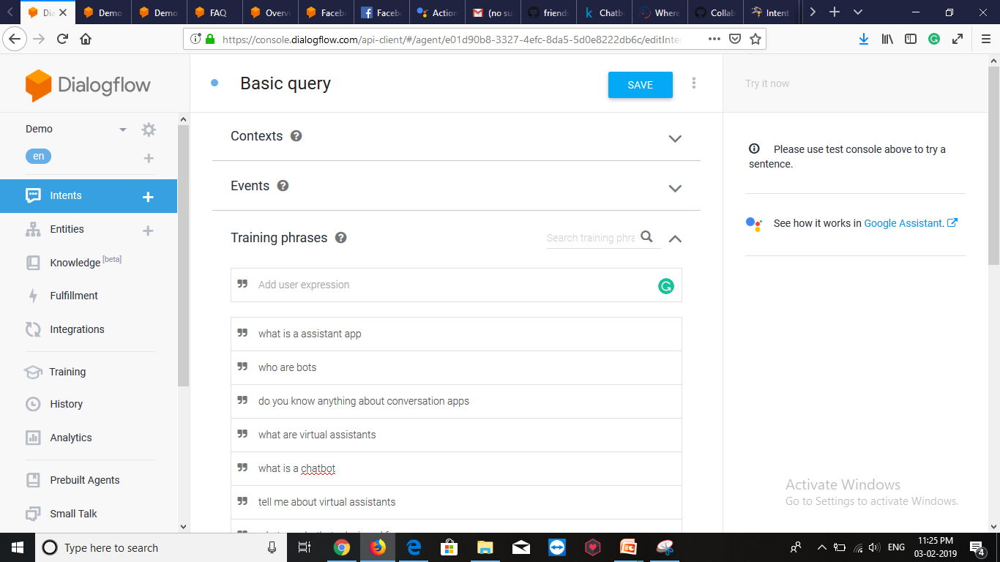 Di
Demo
Demo
FAQ
Overvi
Faceb
Faceb
Action
(no su
friend
Chatb
Where
Collab
Intent
https://console.dialogflow.com/api-client/#/agent/e01d90b8-3327-4efc-8da5-5d0e8222db6c/editInte
Dialogflow
Basic query
SAVE
Try it now
Demo
en
Contexts
Please use test console above to try a
sentence.
Events
Intents
See how it works in Google Assistant.
Entities
Training phrases
Search training phra
Knowledge [beta]
Add user expression
Fulfillment
Integrations
what is a assistant app
who are bots
Training
do you know anything about conversation apps
History
what are virtual assistants
Analytics
what is a chatbot
Prebuilt Agents
tell me about virtual assistants
Small Talk
Activate Windows
Go to Settings to activate Windows.
Type here to search
ENG
11:25 PM
03-02-2019
4